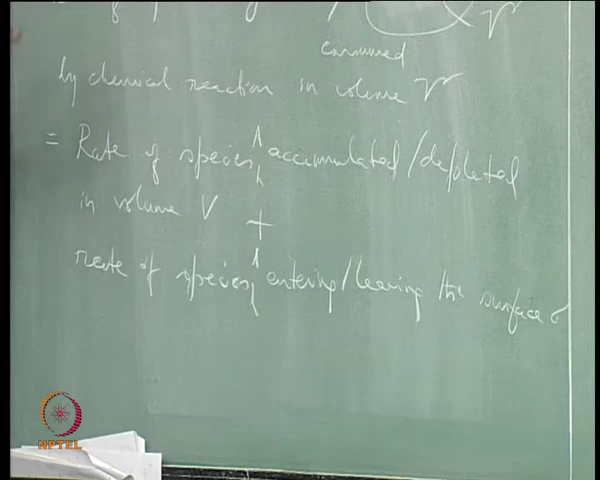 consumed
by chemical reaction in volume V
= Rate of species accumulated/depleted
in volume V
+
rate of species entering/leaving the surface σ
NPTEL